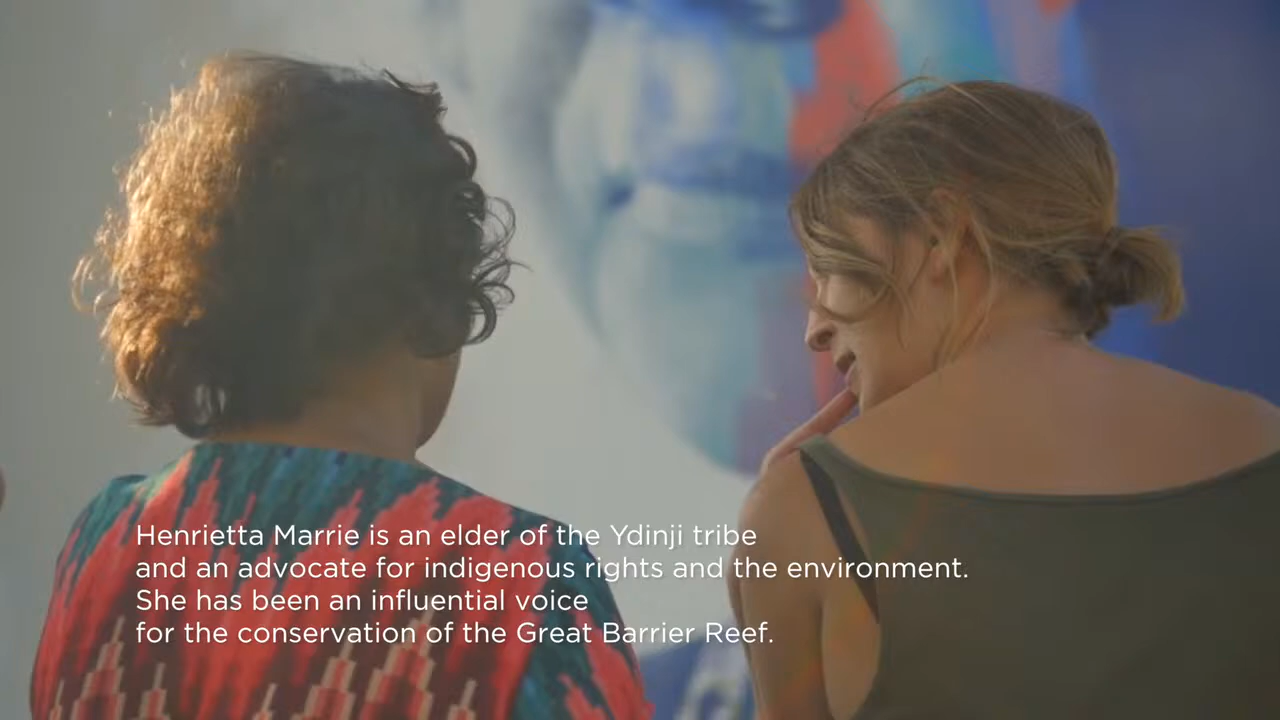 Henrietta Marrie is an elder of the Ydinji tribe
and an advocate for indigenous rights and the environment.
She has been an influential voice
for the conservation of the Great Barrier Reef.